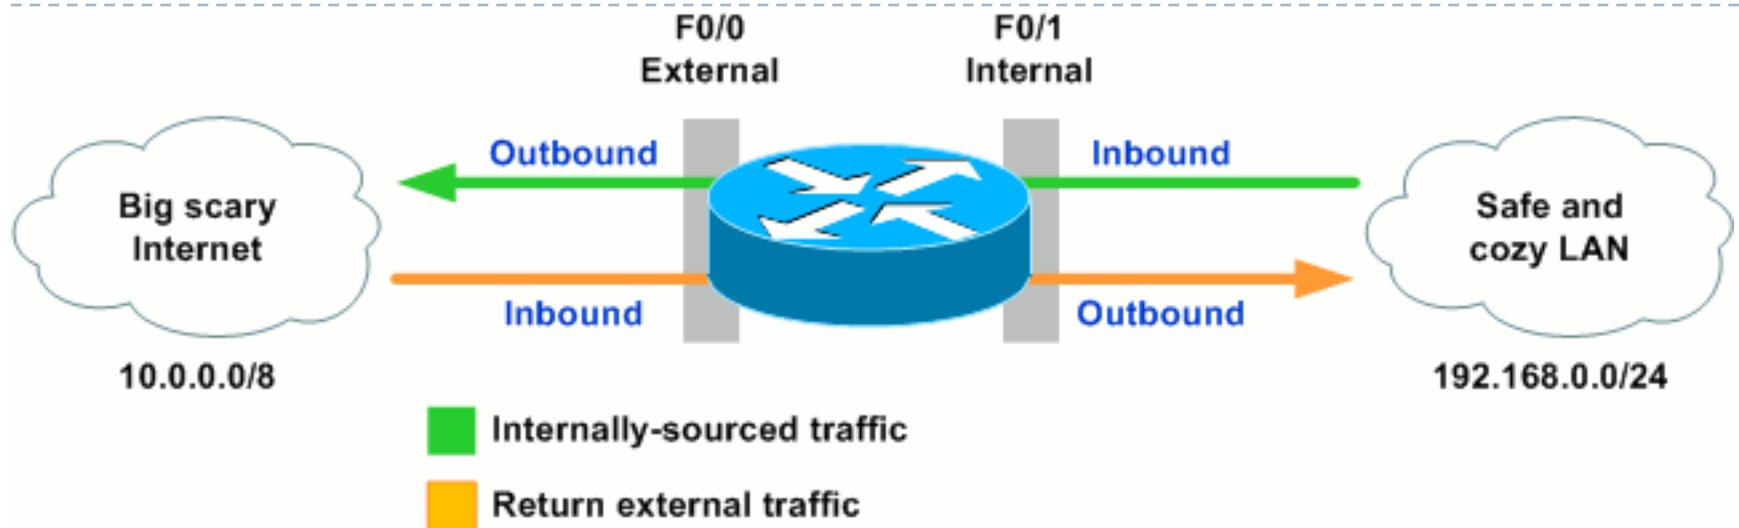 F0/0
External
F0/1
Internal
Outbound
Inbound
Big scary
Internet
Safe and
cozy LAN
Inbound
Outbound
10.0.0.0/8
192.168.0.0/24
Internally-sourced traffic
Return external traffic